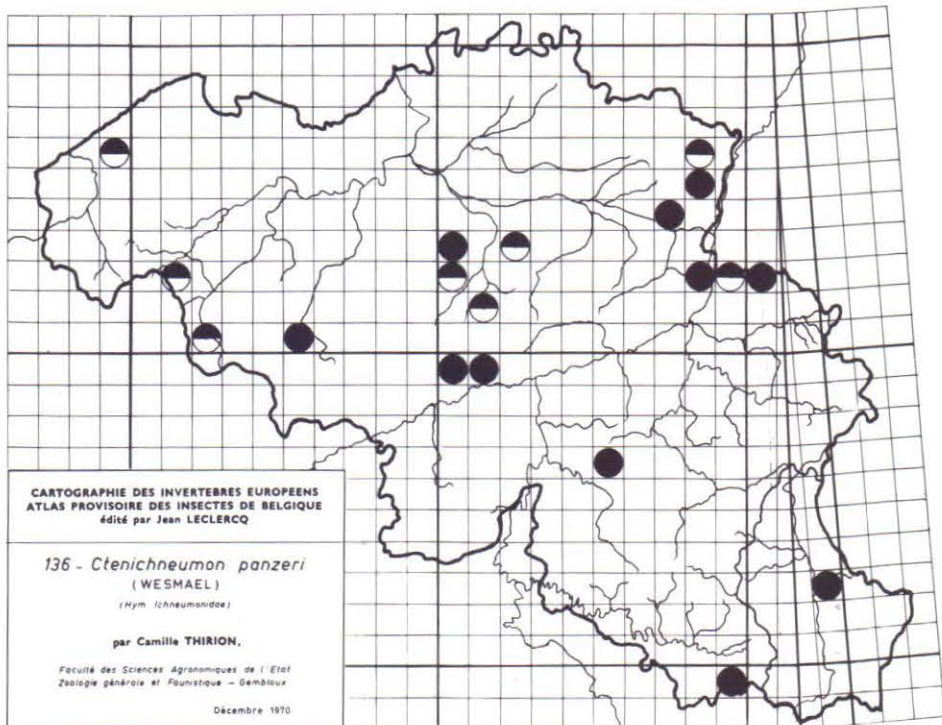 CARTOGRAPHIE DES INVERTEBRES EUROPEENS
ATLAS PROVISOIRE DES INSECTES DE BELGIQUE
édité par Jean LECLERCQ
136 - Ctenichneumon panzeri
(WESMAEL)
(Hym. Ichneumonidae)
par Camille THIRION,
Faculté des Sciences Agronomiques de l'Etat
Zoologie générale et Faunistique - Gembloux
Décembre 1970